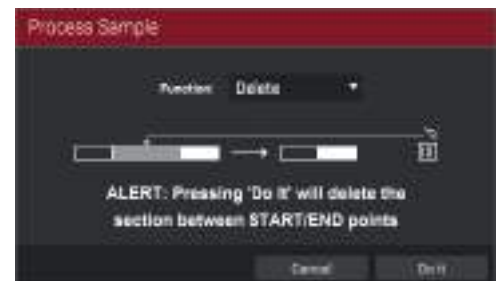 Process Sample
Function: Delete
ALERT: Pressing 'Do It' will delete the
section between START/END points
Cancel
Do It